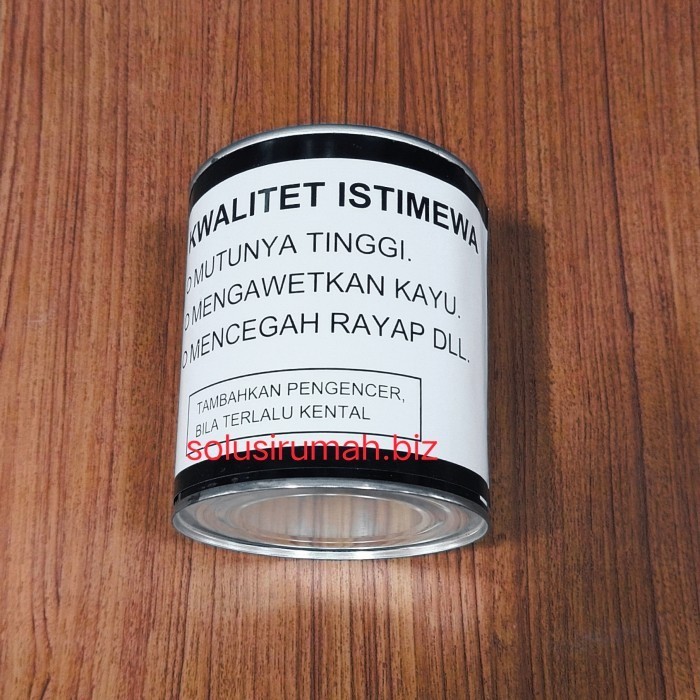 KWALITET ISTIMEWA
o MUTUNYA TINGGI.
o MENGAWETKAN KAYU.
o MENCEGAH RAYAP DLL.
TAMBAHKAN PENGENCER,
BILA TERLALU KENTAL
solusirumah.biz